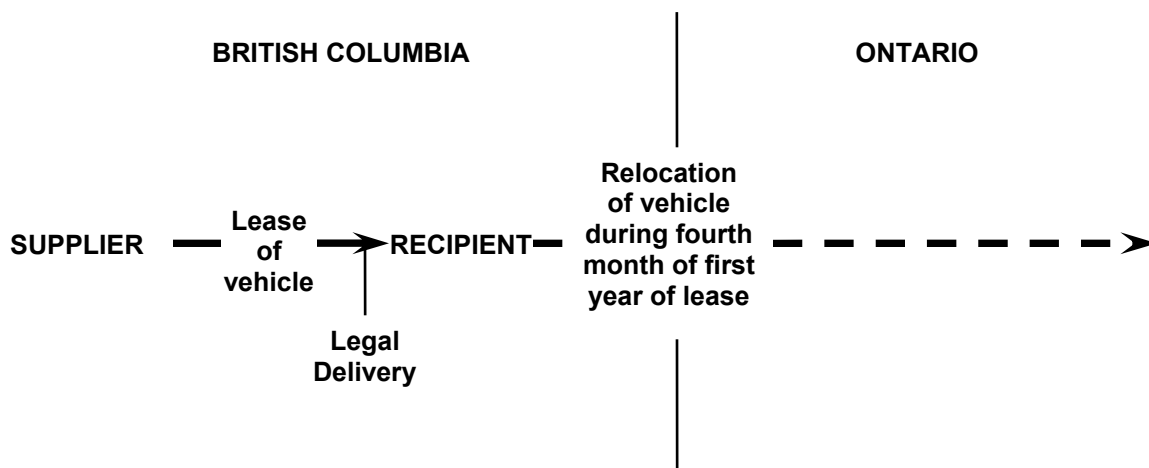 BRITISH COLUMBIA
ONTARIO
SUPPLIER
Lease
of
vehicle
RECIPIENT
Relocation
of vehicle
during fourth
month of first
year of lease
Legal
Delivery